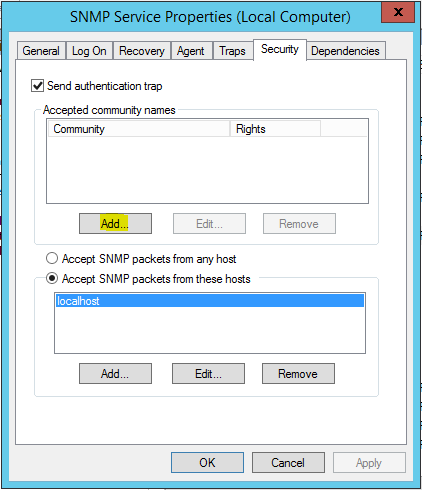 SNMP Service Properties (Local Computer)
x
General Log On Recovery Agent Traps Security Dependencies
Send authentication trap
Accepted community names
Community Rights
Add... Edit... Remove
Accept SNMP packets from any host
Accept SNMP packets from these hosts
localhost
Add... Edit... Remove
OK Cancel Apply